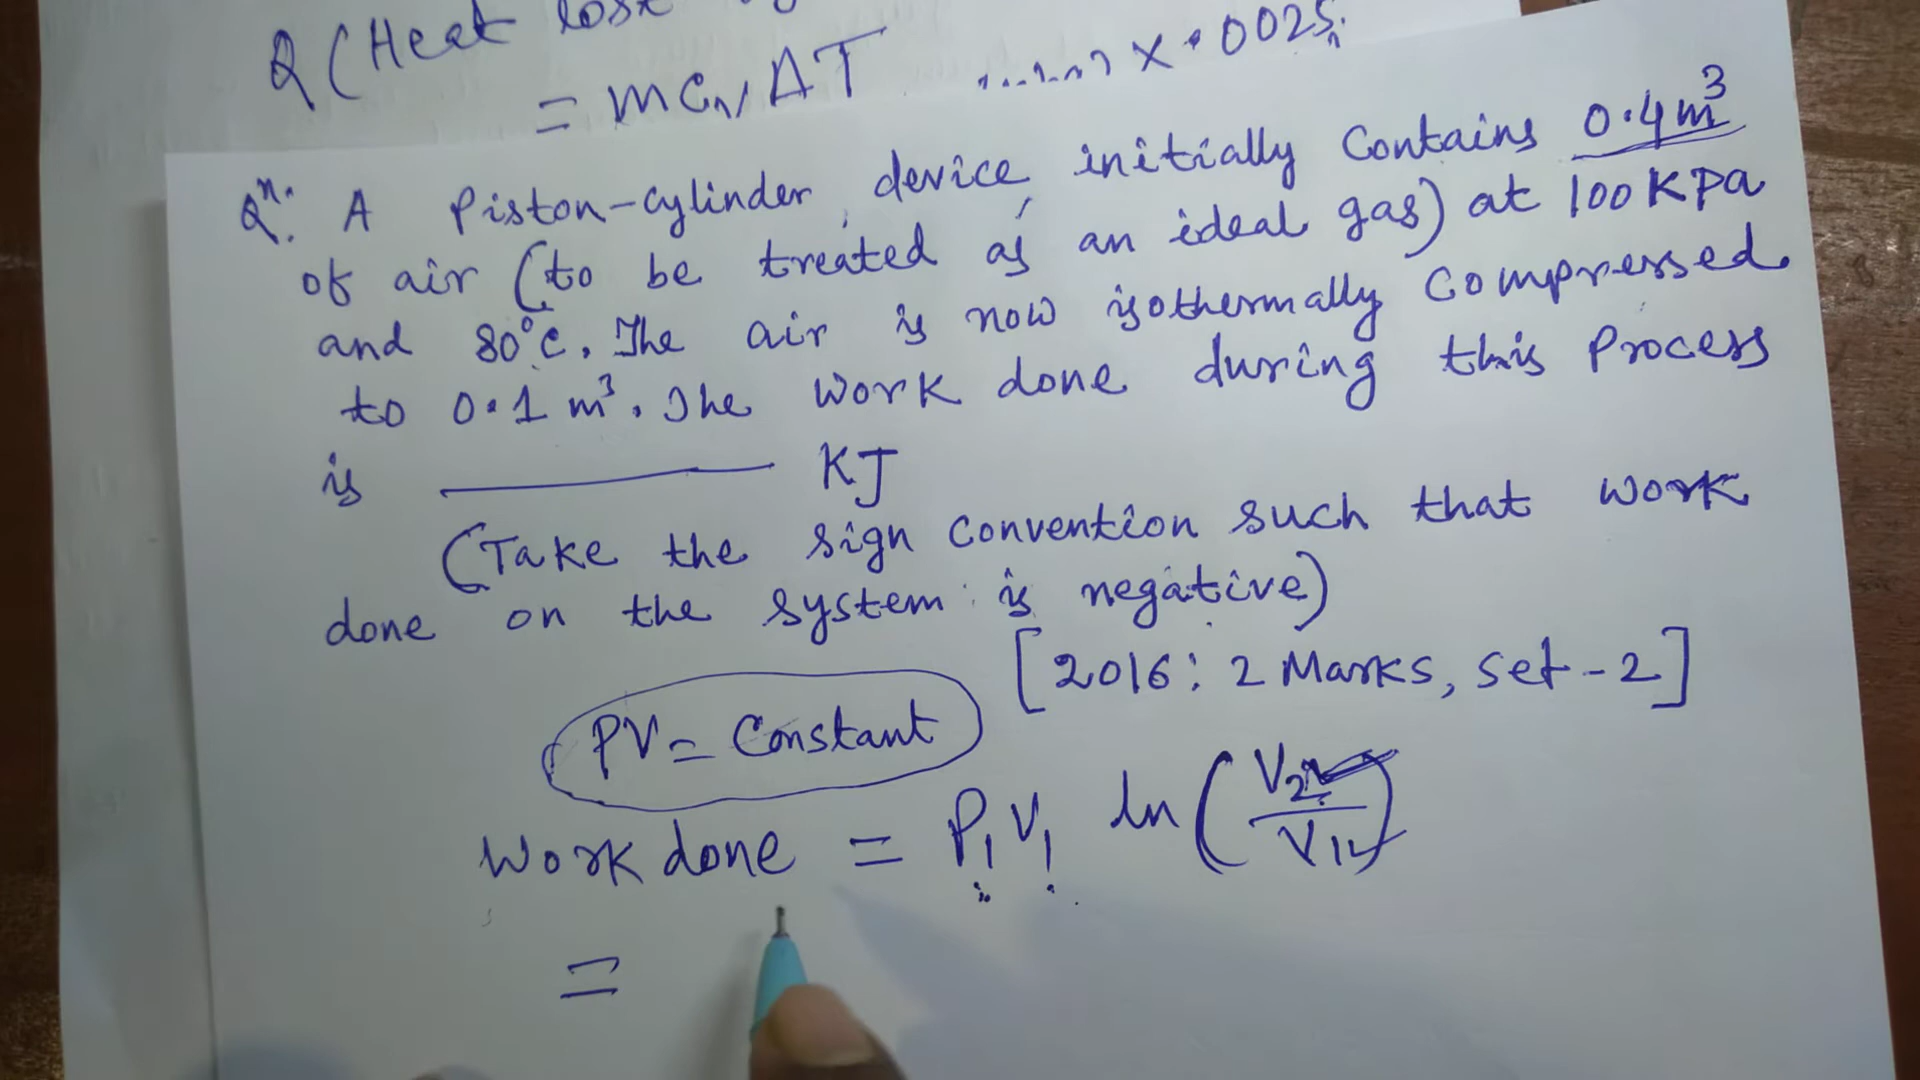 Q (Heat lost
= mcv ΔT × .0025
Qn: A Piston-cylinder device initially Contains 0.4m³
of air (to be treated as an ideal gas) at 100 KPa
and 80°C. The air is now isothermally compressed
to 0.1 m³. The work done during this process
is ________ KJ
(Take the sign convention such that work
done on the system is negative)
[2016: 2 Marks, set-2]
PV = Constant
Work done = P₁V₁ ln(V₂/V₁)
=